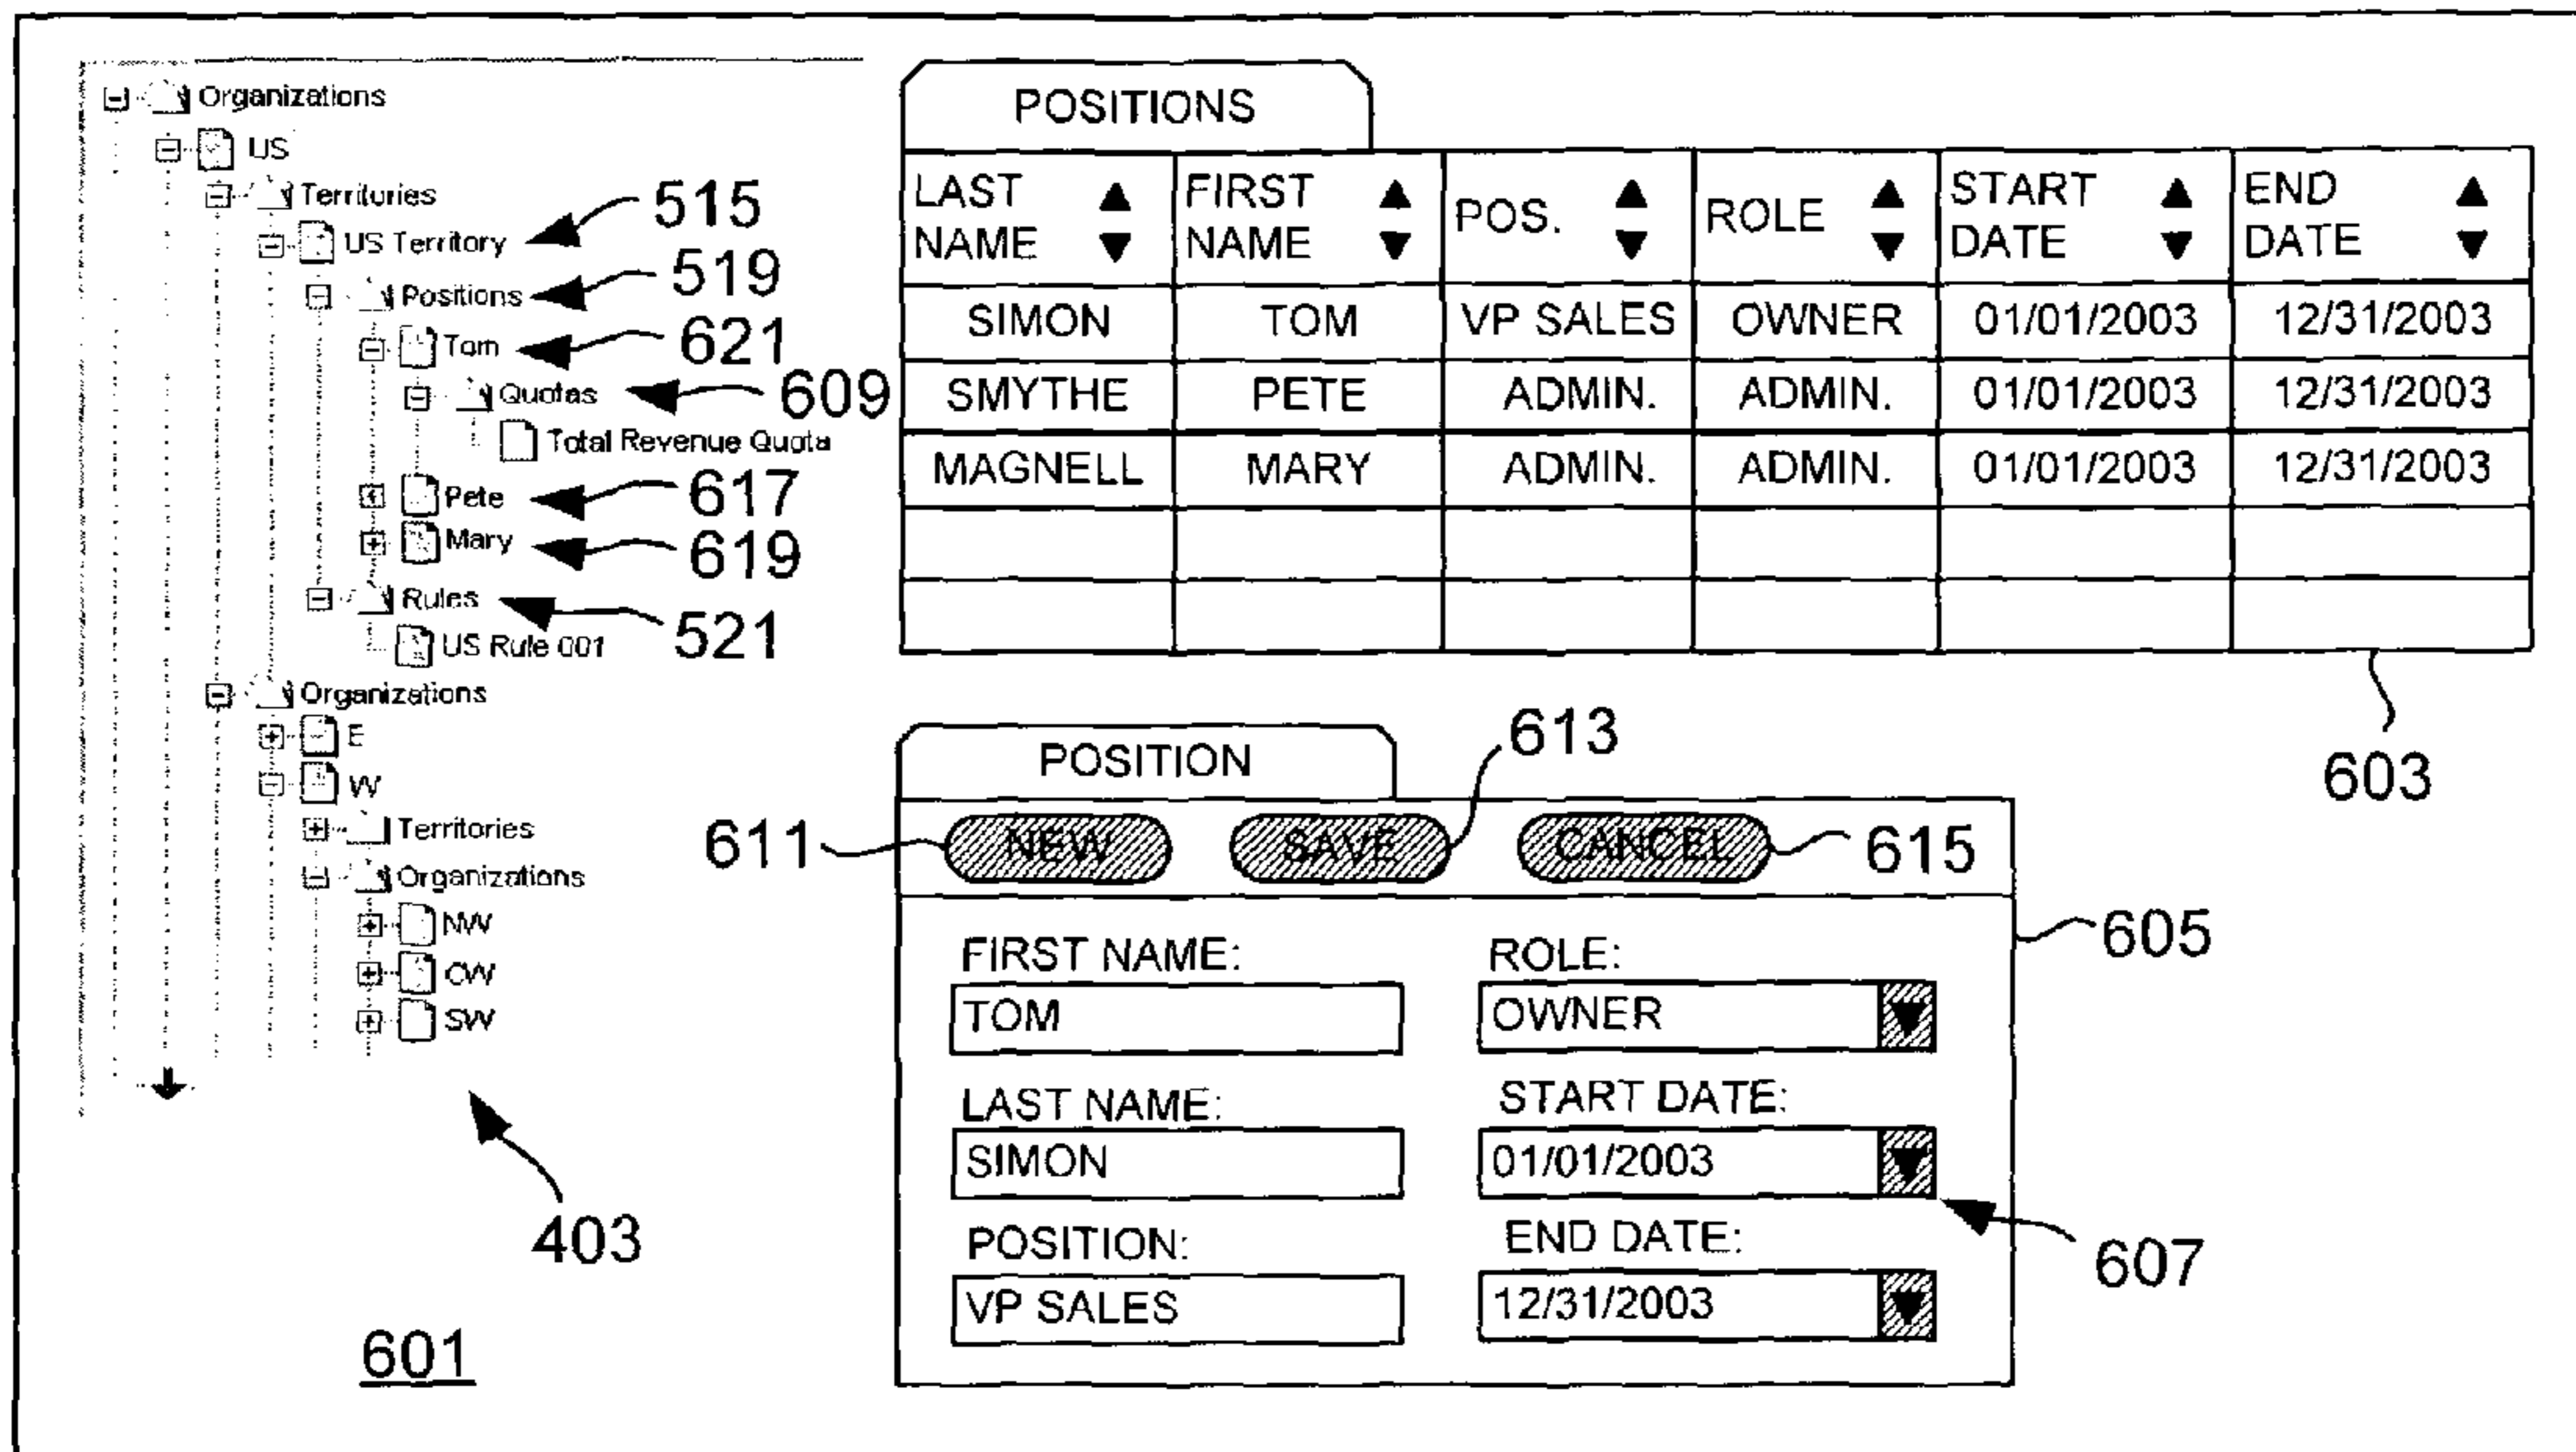 Organizations
US
Territories
US Territory
515
Positions
519
Tom
621
Quotas
609
Total Revenue Quota
Pete
617
Mary
619
Rules
521
US Rule 001
Organizations
E
W
Territories
Organizations
NW
CW
SW
403
601
POSITIONS
LAST NAME FIRST NAME POS. ROLE START DATE END DATE
SIMON TOM VP SALES OWNER 01/01/2003 12/31/2003
SMYTHE PETE ADMIN. ADMIN. 01/01/2003 12/31/2003
MAGNELL MARY ADMIN. ADMIN. 01/01/2003 12/31/2003
603
POSITION
613
611
NEW SAVE CANCEL
615
605
FIRST NAME: ROLE:
TOM OWNER
LAST NAME: START DATE:
SIMON 01/01/2003
607
POSITION: END DATE:
VP SALES 12/31/2003